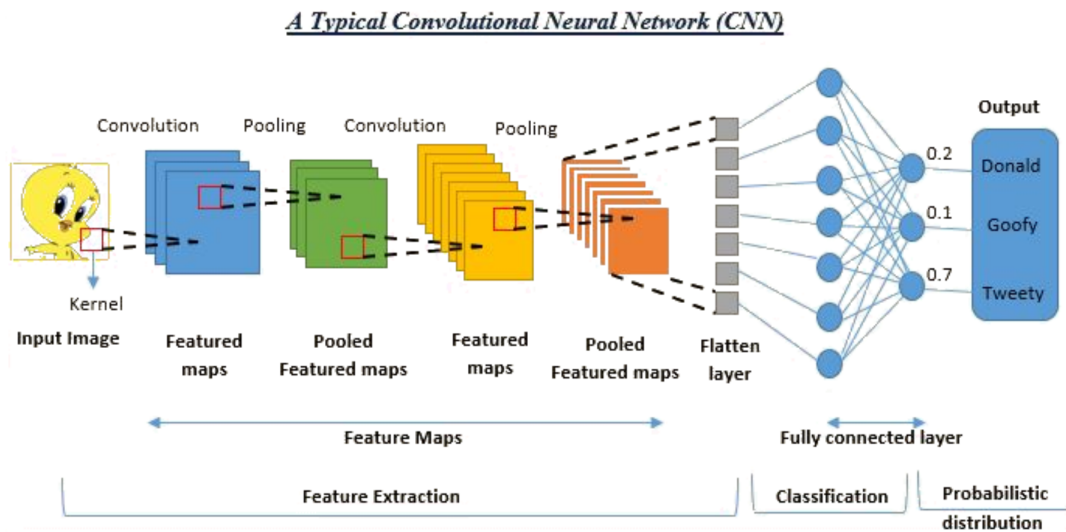 A Typical Convolutional Neural Network (CNN)
Convolution
Pooling
Convolution
Pooling
Output
0.2
Donald
0.1
Goofy
0.7
Tweety
Kernel
Input Image
Featured
maps
Pooled
Featured maps
Featured
maps
Pooled
Featured maps
Flatten
layer
Feature Maps
Fully connected layer
Feature Extraction
Classification
Probabilistic
distribution